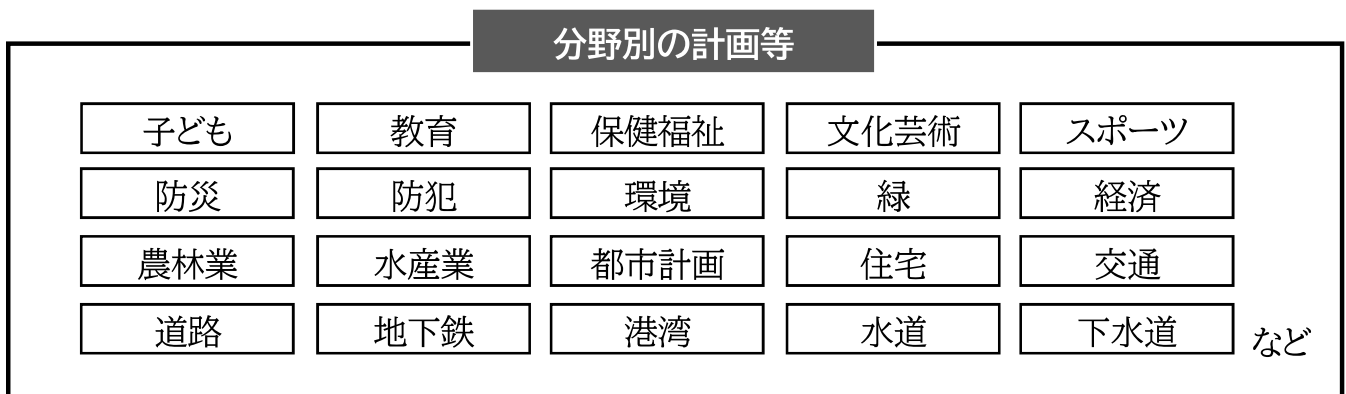 分野別の計画等
子ども 教育 保健福祉 文化芸術 スポーツ
防災 防犯 環境 緑 経済
農林業 水産業 都市計画 住宅 交通
道路 地下鉄 港湾 水道 下水道 など